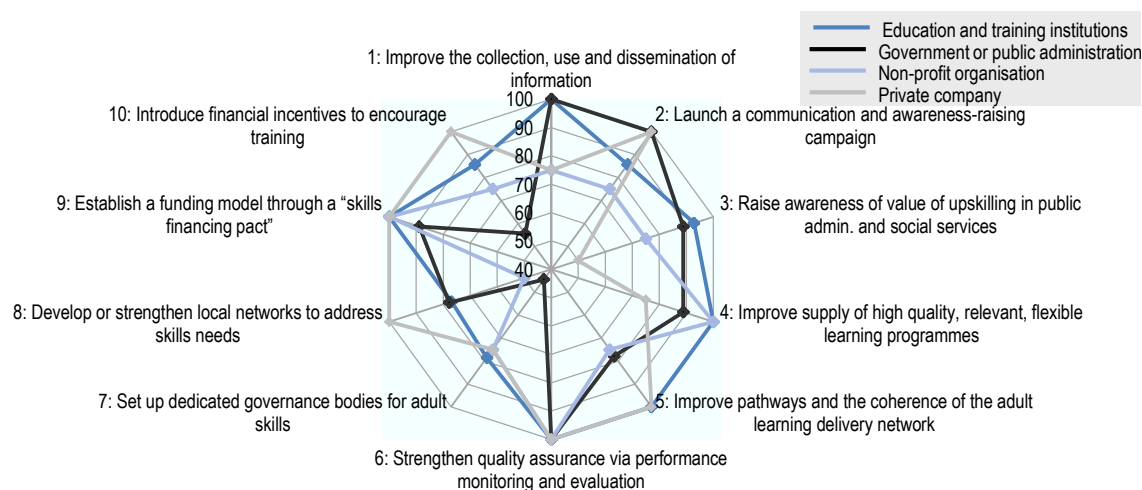 Education and training institutions
Government or public administration
Non-profit organisation
Private company
1: Improve the collection, use and dissemination of
information
10: Introduce financial incentives to encourage
training
2: Launch a communication and awareness-raising
campaign
9: Establish a funding model through a “skills
financing pact”
3: Raise awareness of value of upskilling in public
admin. and social services
8: Develop or strengthen local networks to address
skills needs
4: Improve supply of high quality, relevant, flexible
learning programmes
7: Set up dedicated governance bodies for adult
skills
5: Improve pathways and the coherence of the adult
learning delivery network
6: Strengthen quality assurance via performance
monitoring and evaluation
100
90
80
70
60
50
40